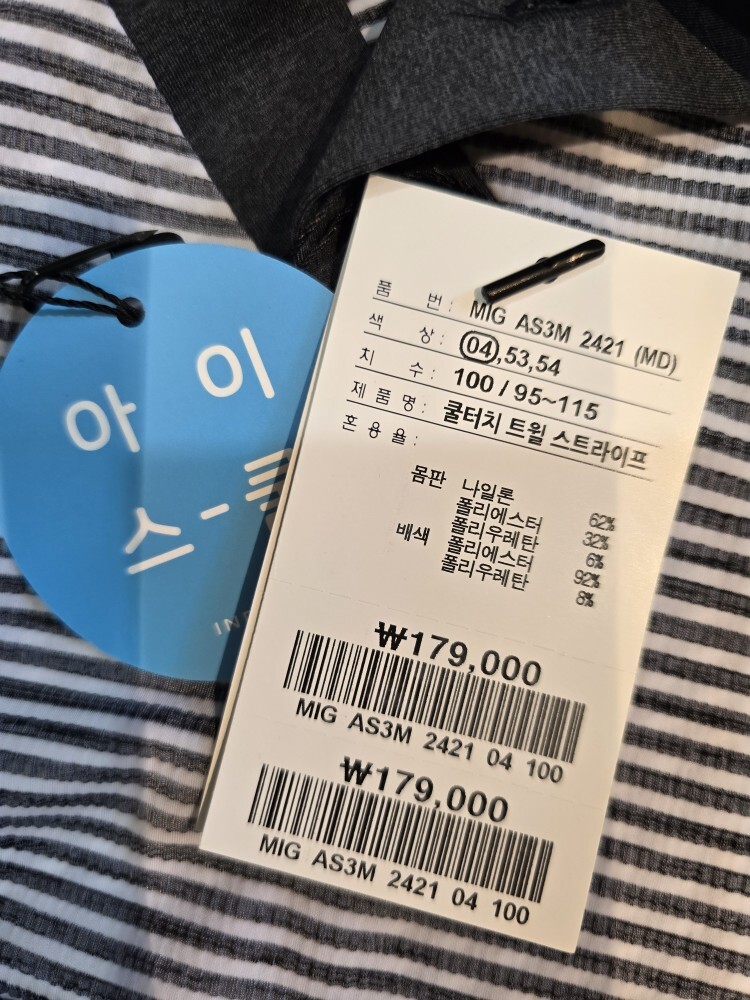 아 이
스-른
품 번 : MIG AS3M 2421 (MD)
색 상 : 04,53,54
치 수 : 100 / 95~115
제 품 명 : 쿨터치 트윌 스트라이프
혼 용 율 :
몸판 나일론 62%
폴리에스터 32%
폴리우레탄 6%
배색 폴리에스터 92%
폴리우레탄 8%
₩179,000
MIG AS3M 2421 04 100
₩179,000
MIG AS3M 2421 04 100